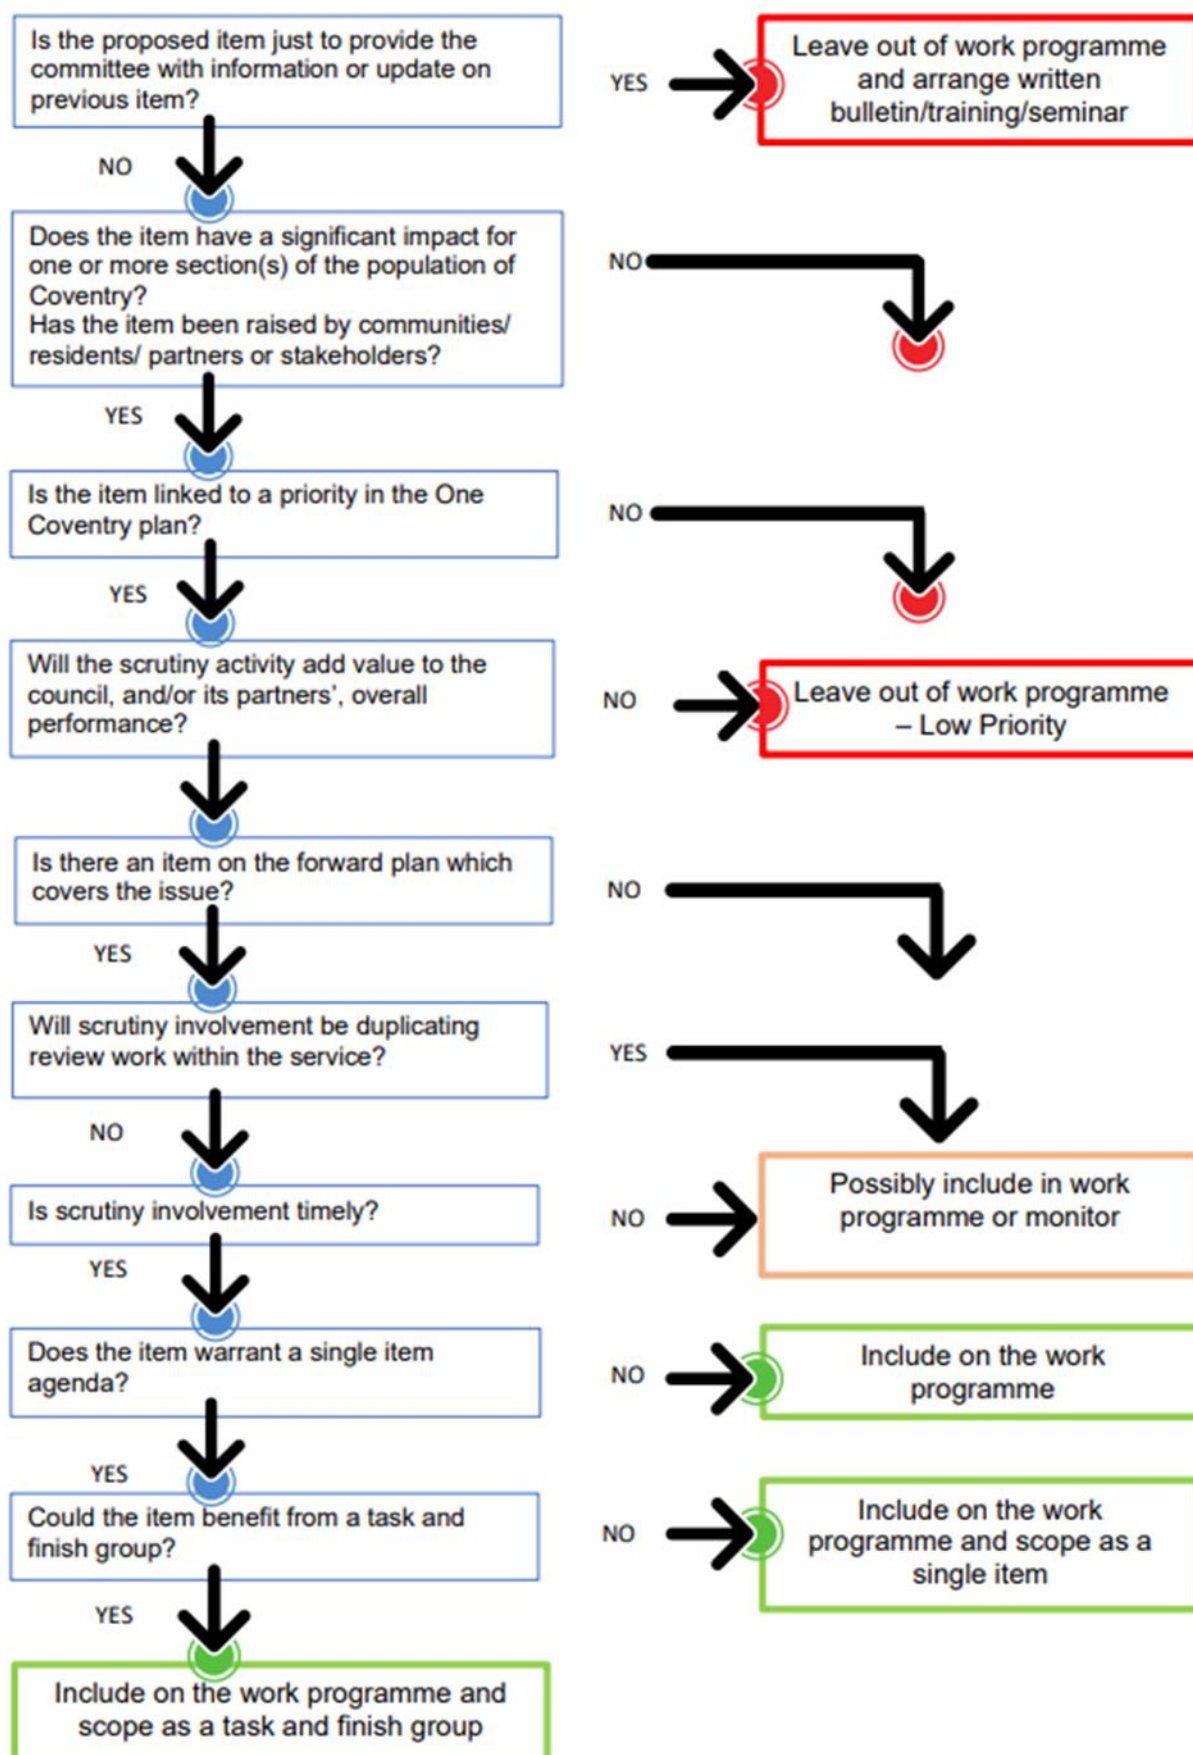 Is the proposed item just to provide the
committee with information or update on
previous item?
YES
Leave out of work programme
and arrange written
bulletin/training/seminar
NO
Does the item have a significant impact for
one or more section(s) of the population of
Coventry?
Has the item been raised by communities/
residents/ partners or stakeholders?
NO
YES
Is the item linked to a priority in the One
Coventry plan?
NO
YES
Will the scrutiny activity add value to the
council, and/or its partners', overall
performance?
NO
Leave out of work programme
– Low Priority
Is there an item on the forward plan which
covers the issue?
NO
YES
Will scrutiny involvement be duplicating
review work within the service?
YES
NO
Is scrutiny involvement timely?
NO
Possibly include in work
programme or monitor
YES
Does the item warrant a single item
agenda?
NO
Include on the work
programme
YES
Could the item benefit from a task and
finish group?
NO
Include on the work
programme and scope as a
single item
YES
Include on the work programme and
scope as a task and finish group